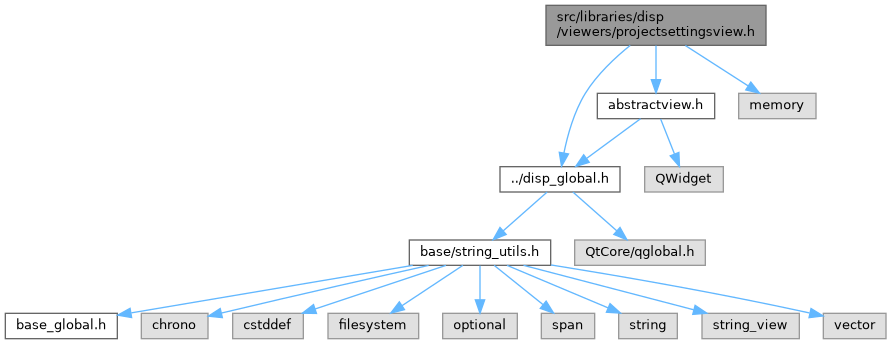 src/libraries/disp
/viewers/projectsettingsview.h
abstractview.h
memory
../disp_global.h
QWidget
base/string_utils.h
QtCore/qglobal.h
base_global.h
chrono
cstddef
filesystem
optional
span
string
string_view
vector